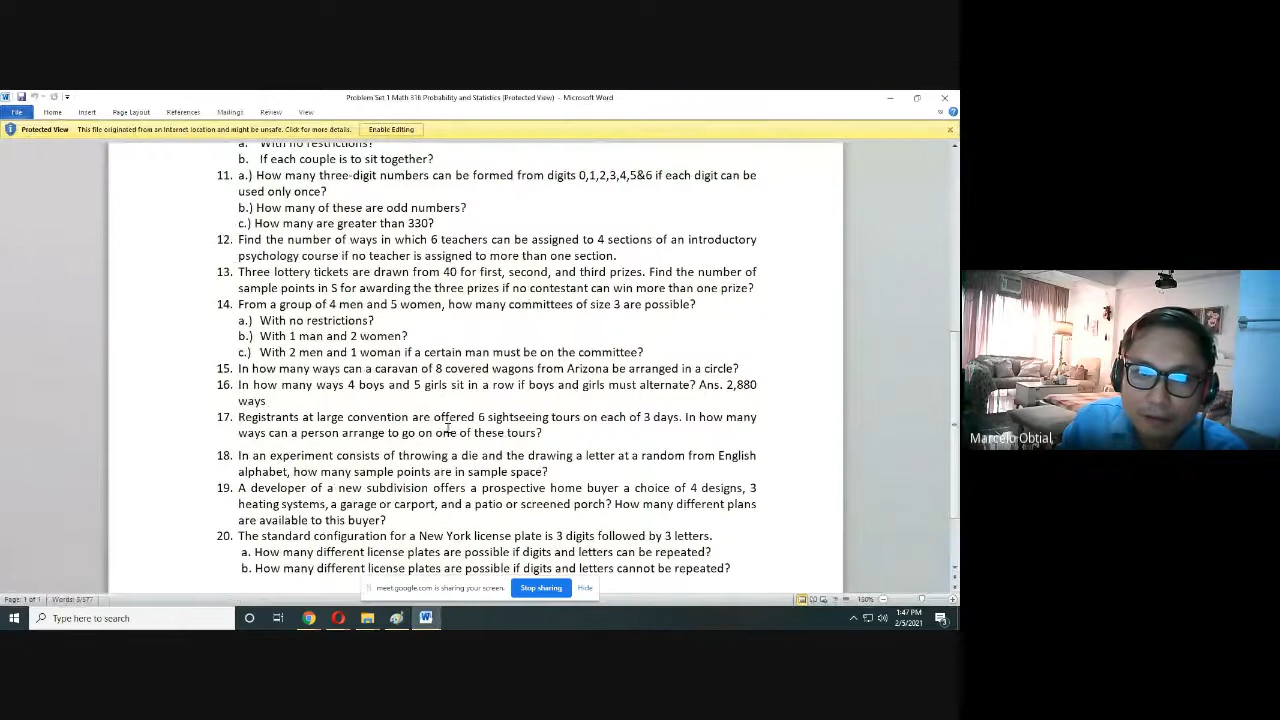 Problem Set 1 Math 310 Probability and Statistics (Protected View) - Microsoft Word
File Home Insert Page Layout References Mailings Review View
Protected View This file originated from an Internet location and might be unsafe. Click for more details. Enable Editing
a. With no restrictions?
b. If each couple is to sit together?
11. a.) How many three-digit numbers can be formed from digits 0,1,2,3,4,5&6 if each digit can be
used only once?
b.) How many of these are odd numbers?
c.) How many are greater than 330?
12. Find the number of ways in which 6 teachers can be assigned to 4 sections of an introductory
psychology course if no teacher is assigned to more than one section.
13. Three lottery tickets are drawn from 40 for first, second, and third prizes. Find the number of
sample points in S for awarding the three prizes if no contestant can win more than one prize?
14. From a group of 4 men and 5 women, how many committees of size 3 are possible?
a.) With no restrictions?
b.) With 1 man and 2 women?
c.) With 2 men and 1 woman if a certain man must be on the committee?
15. In how many ways can a caravan of 8 covered wagons from Arizona be arranged in a circle?
16. In how many ways 4 boys and 5 girls sit in a row if boys and girls must alternate? Ans. 2,880
ways
17. Registrants at large convention are offered 6 sightseeing tours on each of 3 days. In how many
ways can a person arrange to go on one of these tours?
18. In an experiment consists of throwing a die and the drawing a letter at a random from English
alphabet, how many sample points are in sample space?
19. A developer of a new subdivision offers a prospective home buyer a choice of 4 designs, 3
heating systems, a garage or carport, and a patio or screened porch? How many different plans
are available to this buyer?
20. The standard configuration for a New York license plate is 3 digits followed by 3 letters.
a. How many different license plates are possible if digits and letters can be repeated?
b. How many different license plates are possible if digits and letters cannot be repeated?
meet.google.com is sharing your screen. Stop sharing Hide
Page: 1 of 1 Words: 5/577 150%
Type here to search
1:47 PM
2/5/2021
Marcelo Obtial